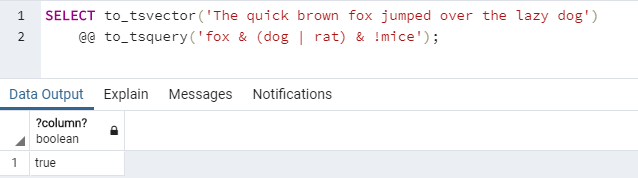 1 SELECT to_tsvector('The quick brown fox jumped over the lazy dog')
2 @@ to_tsquery('fox & (dog | rat) & !mice');
Data Output Explain Messages Notifications
?column?
boolean
1 true